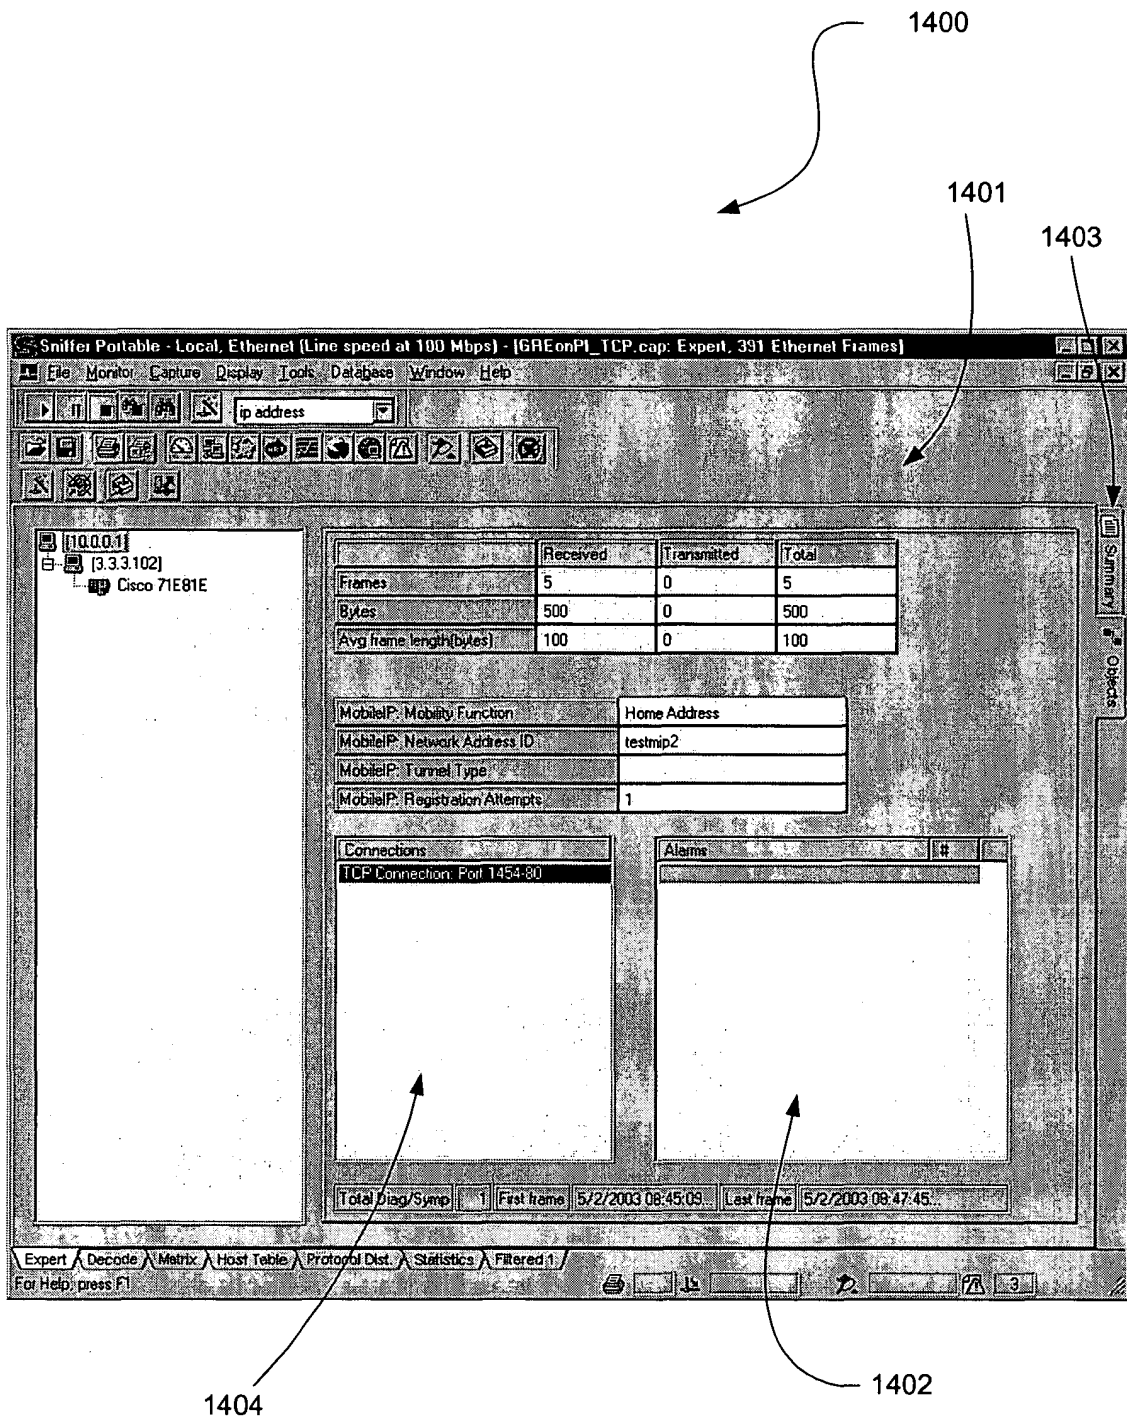 1400
1401
1403
Sniffer Portable - Local, Ethernet (Line speed at 100 Mbps) - [GREonPI_TCP.cap: Expert, 391 Ethernet Frames]
File Monitor Capture Display Tools Database Window Help
ip address
[10.0.0.1]
[3.3.3.102]
Cisco 71E81E
Received Transmitted Total
Frames 5 0 5
Bytes 500 0 500
Avg frame length(bytes) 100 0 100
Summary
Objects
MobileIP: Mobility Function Home Address
MobileIP: Network Address ID testmip2
MobileIP: Tunnel Type
MobileIP: Registration Attempts 1
Connections
TCP Connection: Port 1454-80
Alarms #
Total Diag/Symp 1 First frame 5/2/2003 08:45:09... Last frame 5/2/2003 08:47:45...
Expert Decode Matrix Host Table Protocol Dist. Statistics Filtered 1
For Help, press F1
3
1404
1402